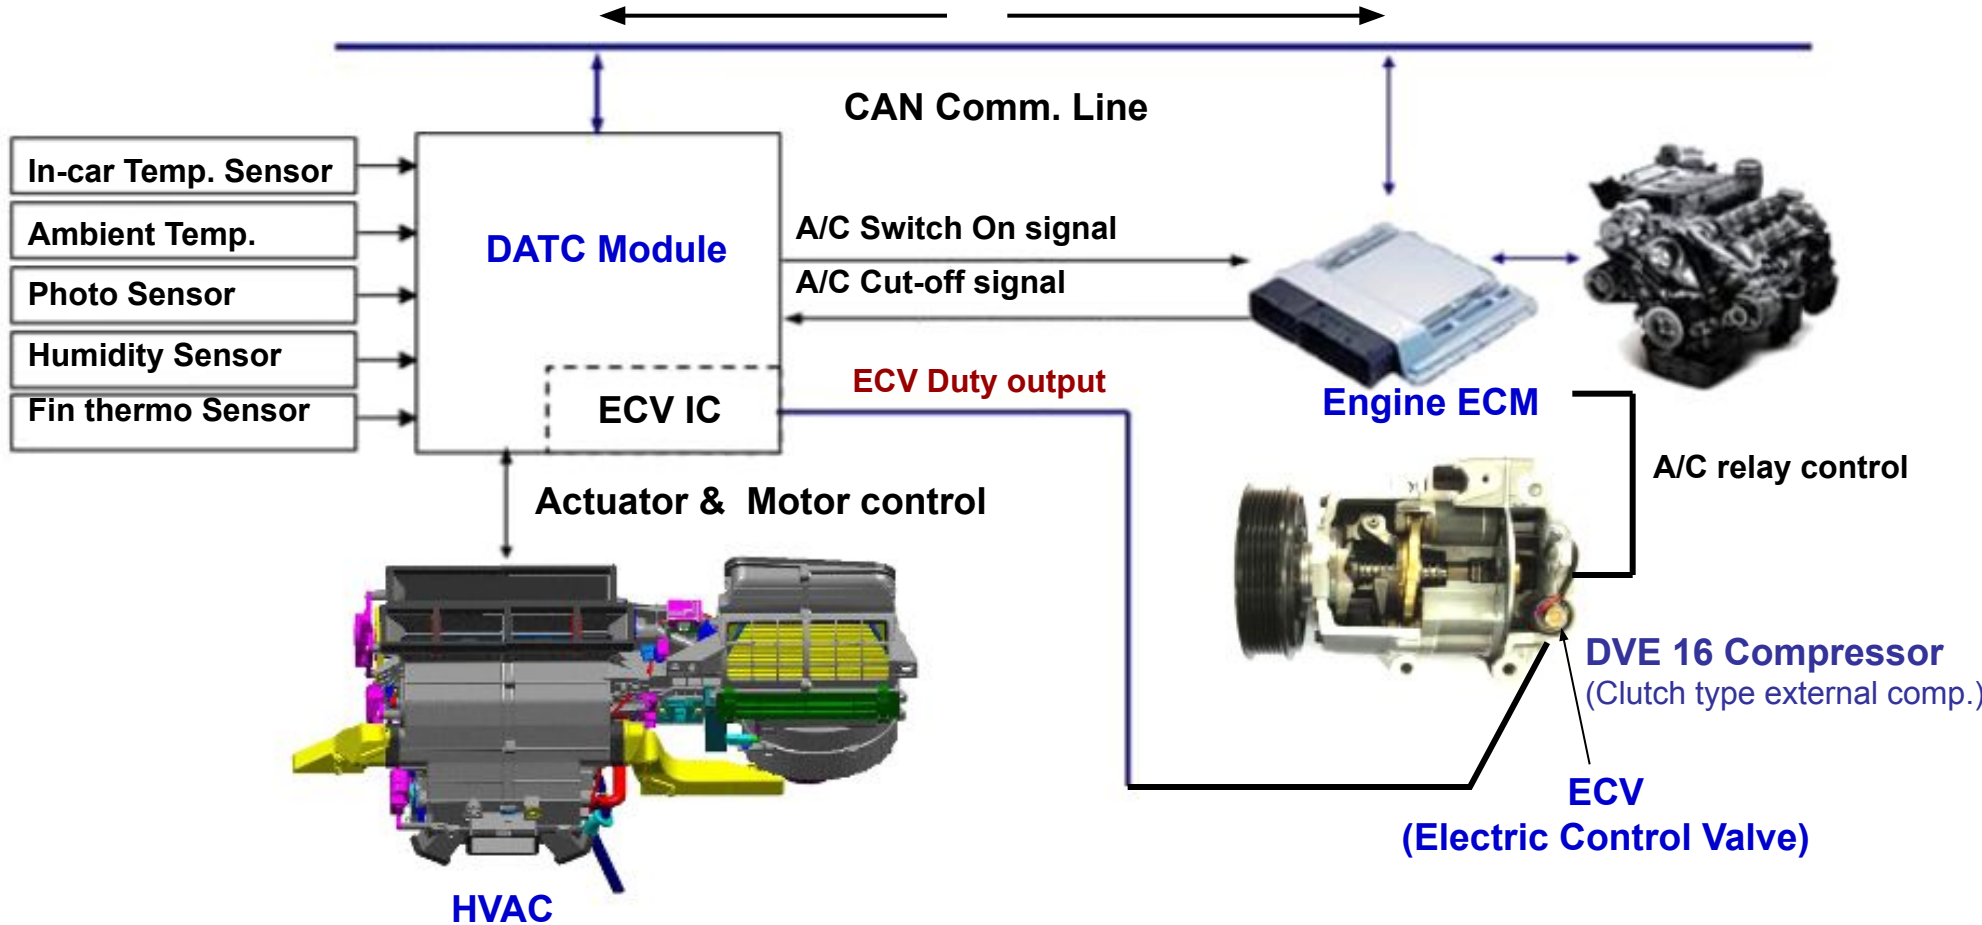 CAN Comm. Line
In-car Temp. Sensor
Ambient Temp.
Photo Sensor
Humidity Sensor
Fin thermo Sensor
DATC Module
ECV IC
A/C Switch On signal
A/C Cut-off signal
ECV Duty output
Engine ECM
A/C relay control
Actuator & Motor control
DVE 16 Compressor
(Clutch type external comp.)
ECV
(Electric Control Valve)
HVAC